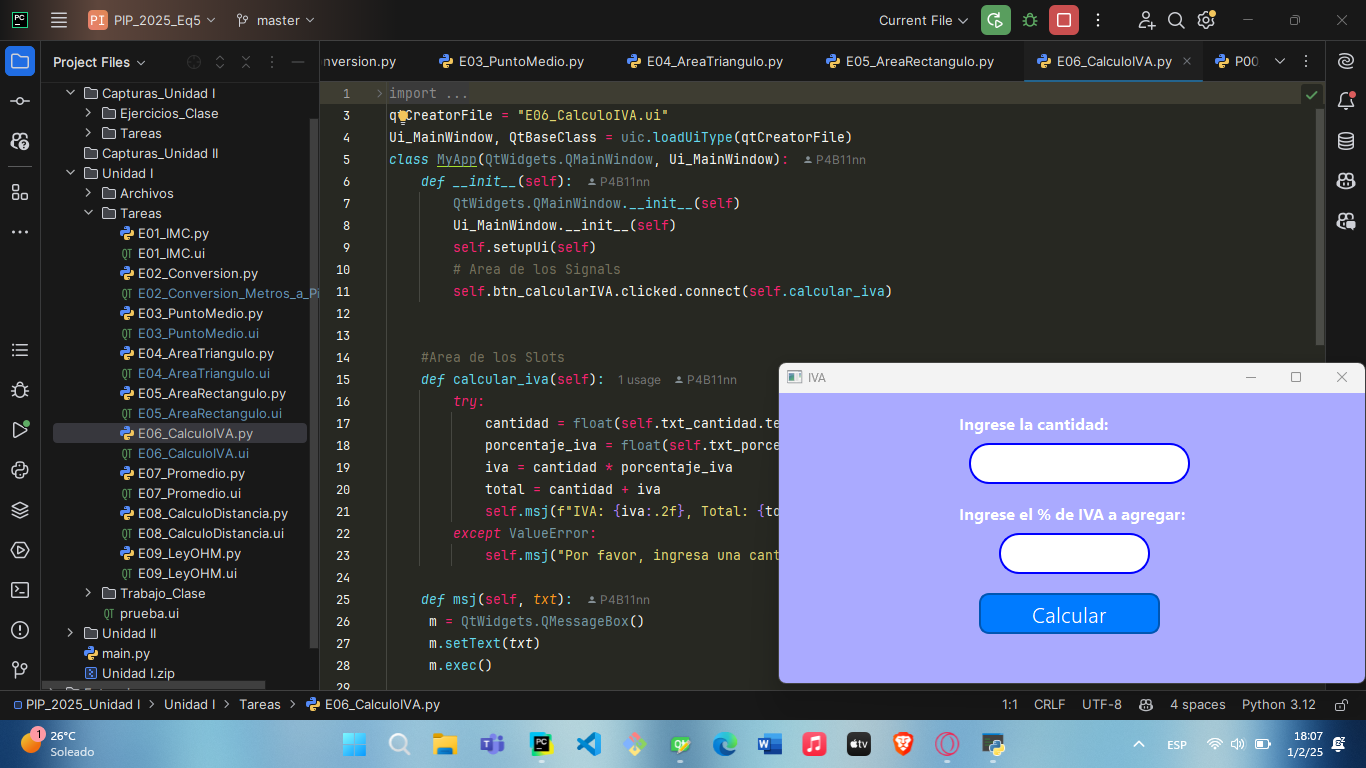 PC
PI PIP_2025_Eq5 master Current File
Project Files
nversion.py E03_PuntoMedio.py E04_AreaTriangulo.py E05_AreaRectangulo.py E06_CalculoIVA.py P00
Capturas_Unidad I
Ejercicios_Clase
Tareas
Capturas_Unidad II
Unidad I
Archivos
Tareas
E01_IMC.py
E01_IMC.ui
E02_Conversion.py
E02_Conversion_Metros_a_Pi
E03_PuntoMedio.py
E03_PuntoMedio.ui
E04_AreaTriangulo.py
E04_AreaTriangulo.ui
E05_AreaRectangulo.py
E05_AreaRectangulo.ui
E06_CalculoIVA.py
E06_CalculoIVA.ui
E07_Promedio.py
E07_Promedio.ui
E08_CalculoDistancia.py
E08_CalculoDistancia.ui
E09_LeyOHM.py
E09_LeyOHM.ui
Trabajo_Clase
prueba.ui
Unidad II
main.py
Unidad I.zip
1 import ...
3 qtCreatorFile = "E06_CalculoIVA.ui"
4 Ui_MainWindow, QtBaseClass = uic.loadUiType(qtCreatorFile)
5 class MyApp(QtWidgets.QMainWindow, Ui_MainWindow): P4B11nn
6 def __init__(self): P4B11nn
7 QtWidgets.QMainWindow.__init__(self)
8 Ui_MainWindow.__init__(self)
9 self.setupUi(self)
10 # Area de los Signals
11 self.btn_calcularIVA.clicked.connect(self.calcular_iva)
12
13
14 #Area de los Slots
15 def calcular_iva(self): 1 usage P4B11nn
16 try:
17 cantidad = float(self.txt_cantidad.te
18 porcentaje_iva = float(self.txt_porce
19 iva = cantidad * porcentaje_iva
20 total = cantidad + iva
21 self.msj(f"IVA: {iva:.2f}, Total: {to
22 except ValueError:
23 self.msj("Por favor, ingresa una cant
24
25 def msj(self, txt): P4B11nn
26 m = QtWidgets.QMessageBox()
27 m.setText(txt)
28 m.exec()
29
IVA
Ingrese la cantidad:
Ingrese el % de IVA a agregar:
Calcular
PIP_2025_Unidad I Unidad I Tareas E06_CalculoIVA.py 1:1 CRLF UTF-8 4 spaces Python 3.12
1
26°C
Soleado
ESP
18:07
1/2/25